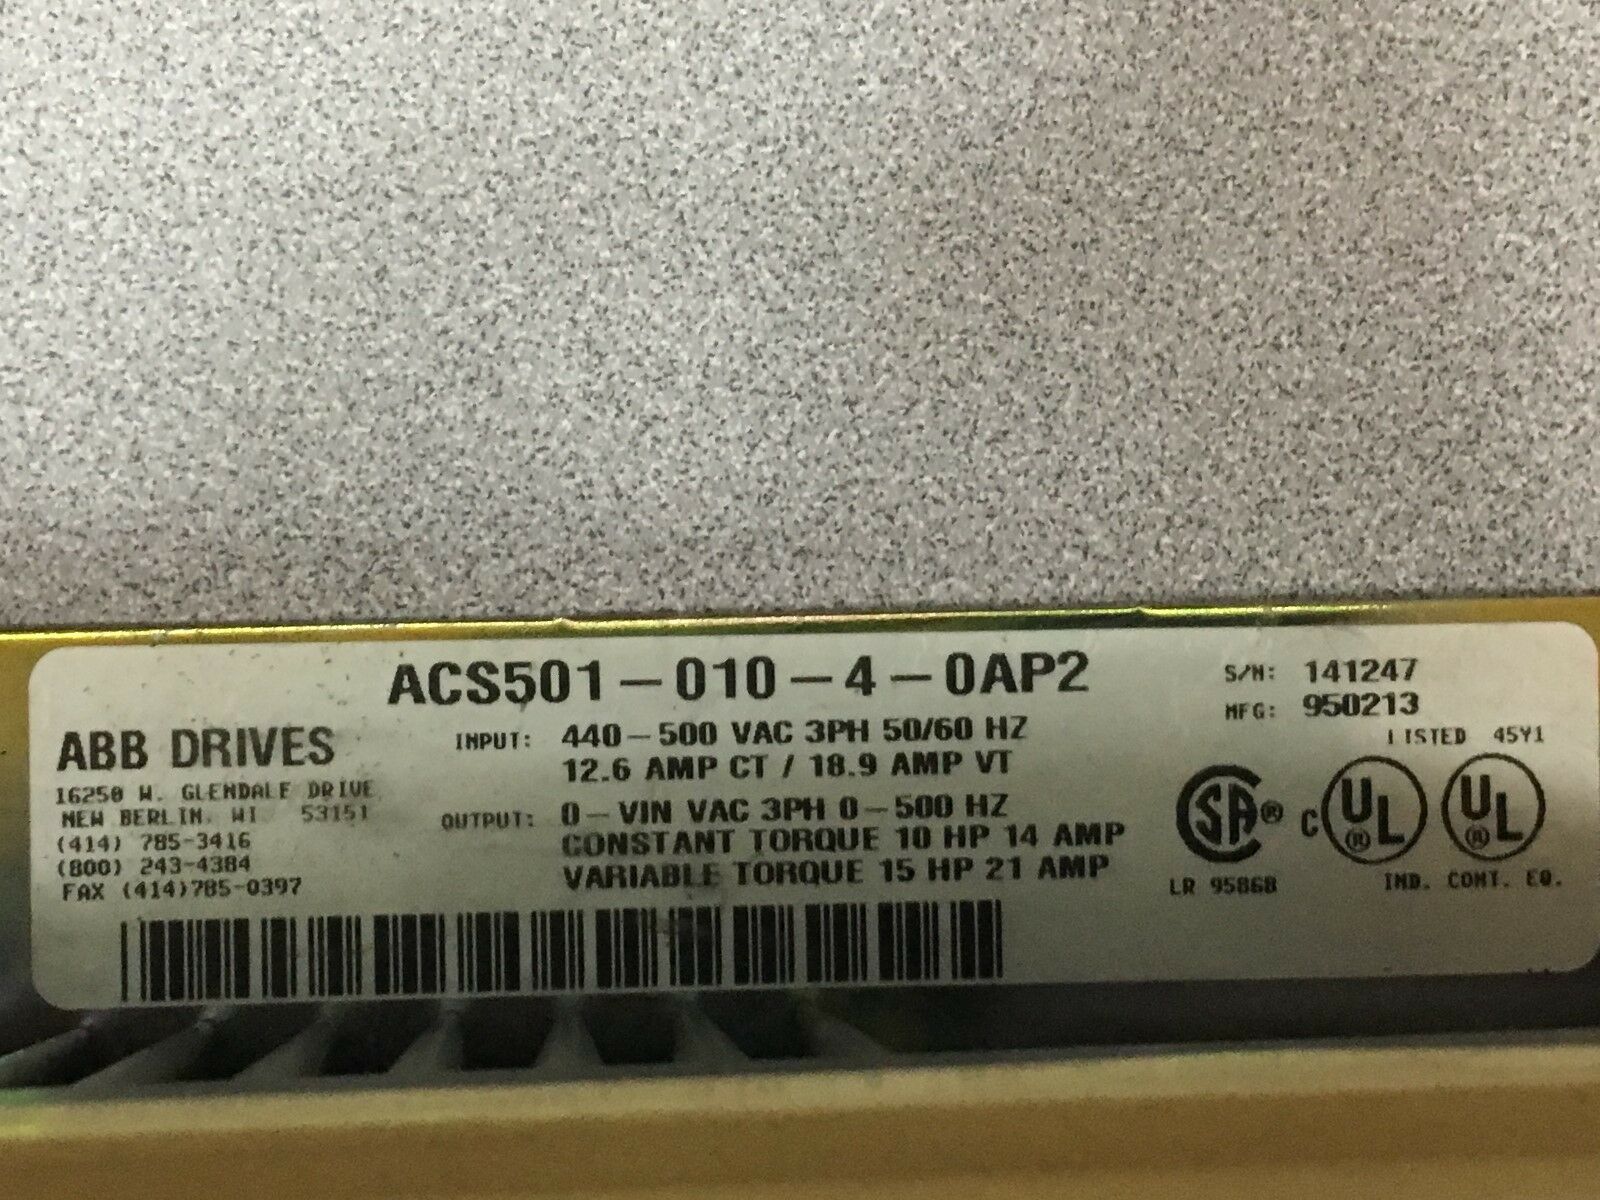 ACS501-010-4-0AP2
S/N: 141247
MFG: 950213
ABB DRIVES
16250 W. GLENDALE DRIVE
NEW BERLIN, WI 53151
(414) 785-3416
(800) 243-4384
FAX (414)785-0397
INPUT: 440-500 VAC 3PH 50/60 HZ
12.6 AMP CT / 18.9 AMP VT
OUTPUT: 0-VIN VAC 3PH 0-500 HZ
CONSTANT TORQUE 10 HP 14 AMP
VARIABLE TORQUE 15 HP 21 AMP
LISTED 45Y1
SA® C UL® UL®
LR 95868
IND. CONT. EQ.